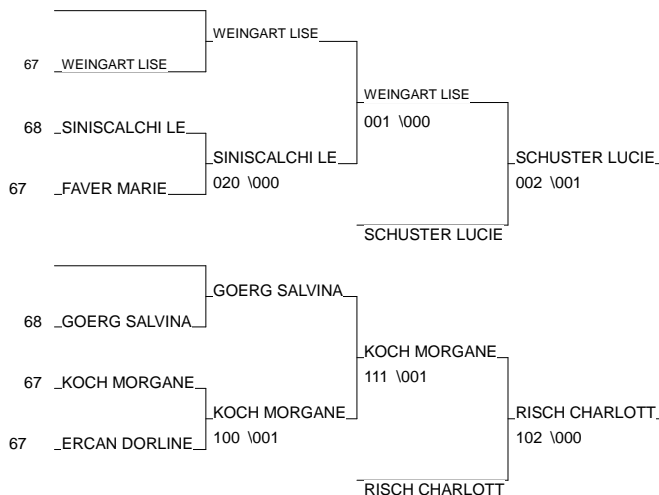 WEINGART LISE
67 WEINGART LISE
WEINGART LISE
001 \000
68 SINISCALCHI LE
SINISCALCHI LE
020 \000
SCHUSTER LUCIE
002 \001
67 FAVER MARIE
SCHUSTER LUCIE
GOERG SALVINA
68 GOERG SALVINA
KOCH MORGANE
111 \001
67 KOCH MORGANE
KOCH MORGANE
100 \001
RISCH CHARLOTT
102 \000
67 ERCAN DORLINE
RISCH CHARLOTT